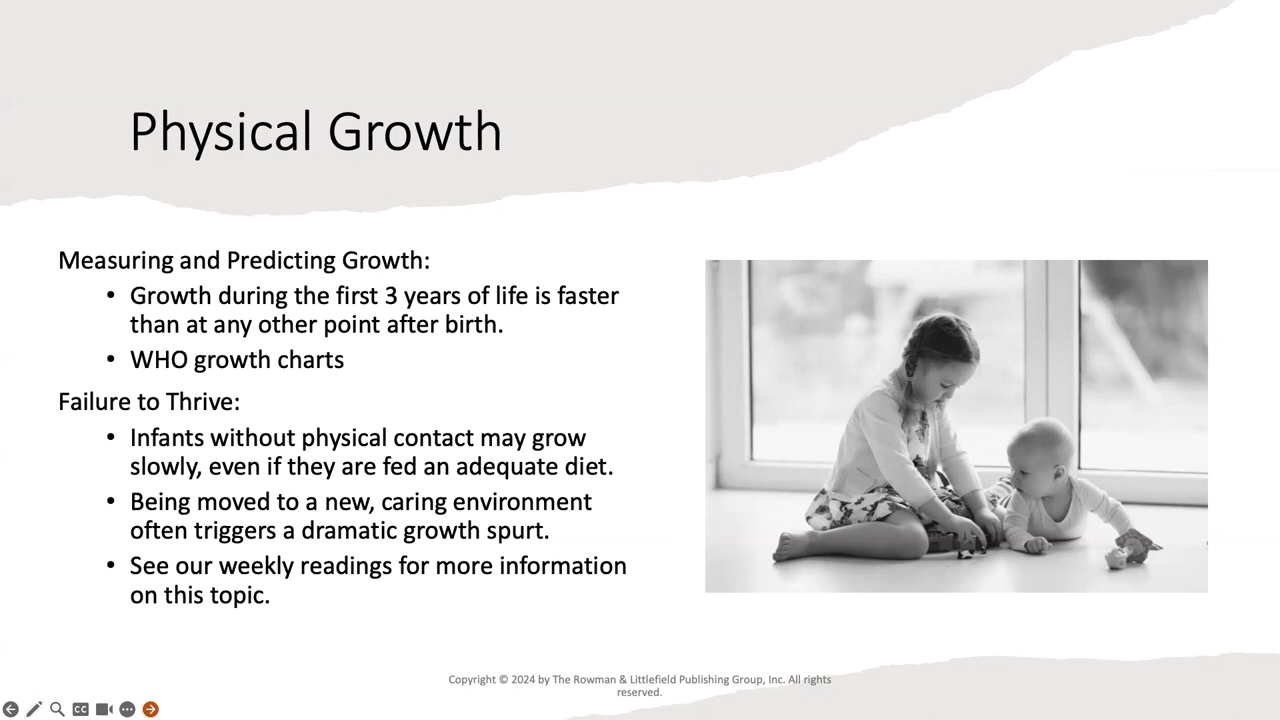 Physical Growth
Measuring and Predicting Growth:
• Growth during the first 3 years of life is faster
than at any other point after birth.
• WHO growth charts
Failure to Thrive:
• Infants without physical contact may grow
slowly, even if they are fed an adequate diet.
• Being moved to a new, caring environment
often triggers a dramatic growth spurt.
• See our weekly readings for more information
on this topic.
Copyright © 2024 by The Rowman & Littlefield Publishing Group, Inc. All rights
reserved.
CC